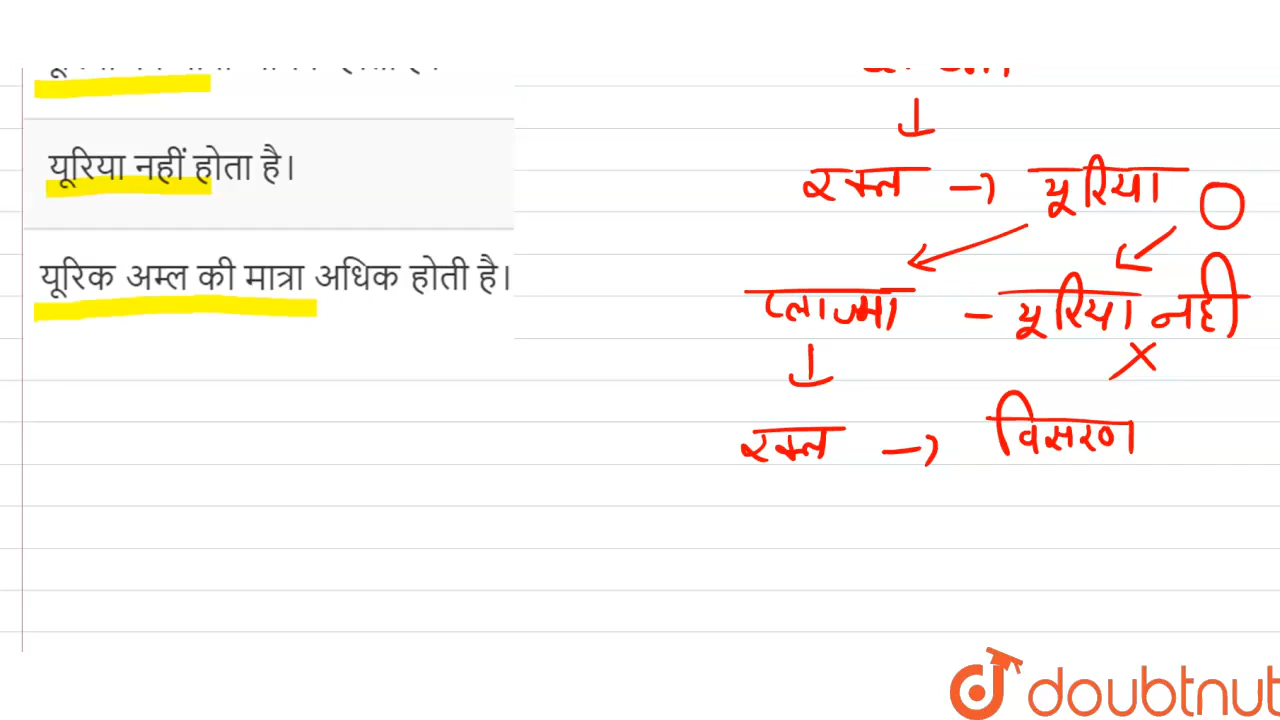 यूरिया नहीं होता है।
यूरिक अम्ल की मात्रा अधिक होती है।
रक्त → यूरिया
प्लाज्मा – यूरिया नही
रक्त → विसरण
doubtnut